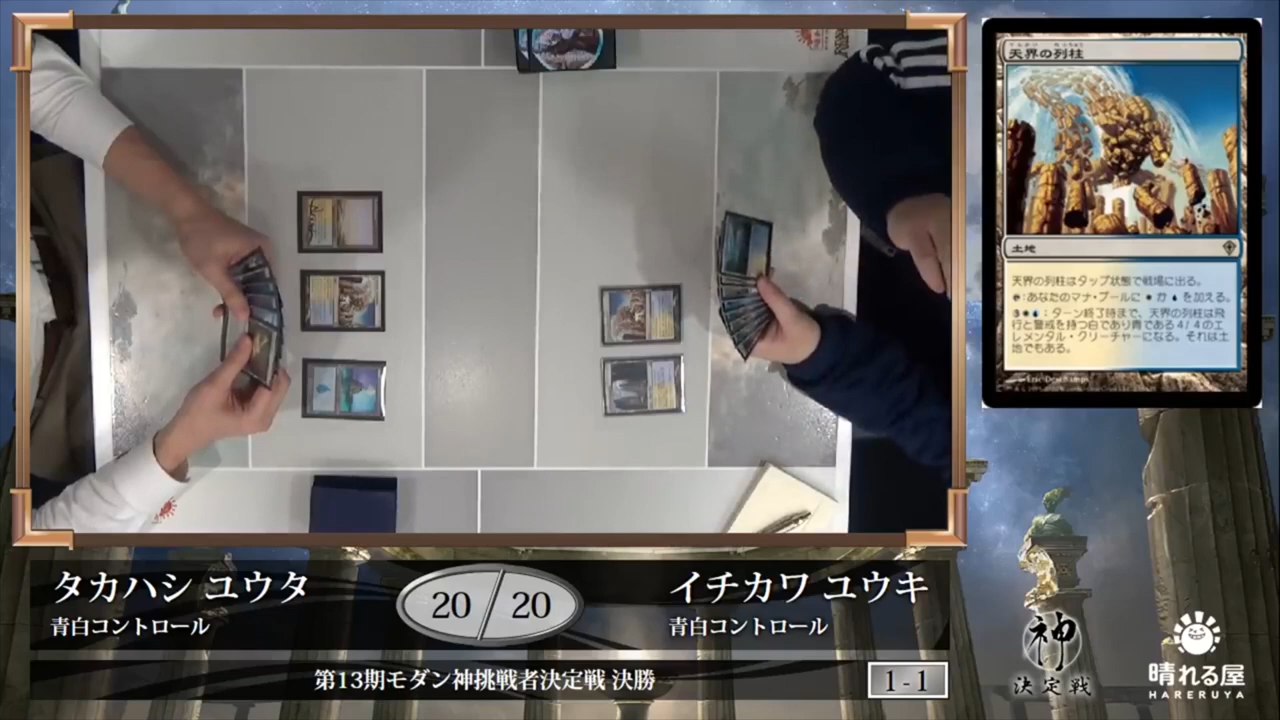 天界の列柱
土地
天界の列柱はタップ状態で戦場に出る。
：あなたのマナ・プールに か を加える。
：ターン終了時まで、天界の列柱は飛
行と警戒を持つ白であり青である4/4のエ
レメンタル・クリーチャーになる。それは土
地でもある。
タカハシ ユウタ
青白コントロール
20/20
イチカワ ユウキ
青白コントロール
第13期モダン神挑戦者決定戦 決勝
1-1
神
決定戦
晴れる屋
HARERUYA